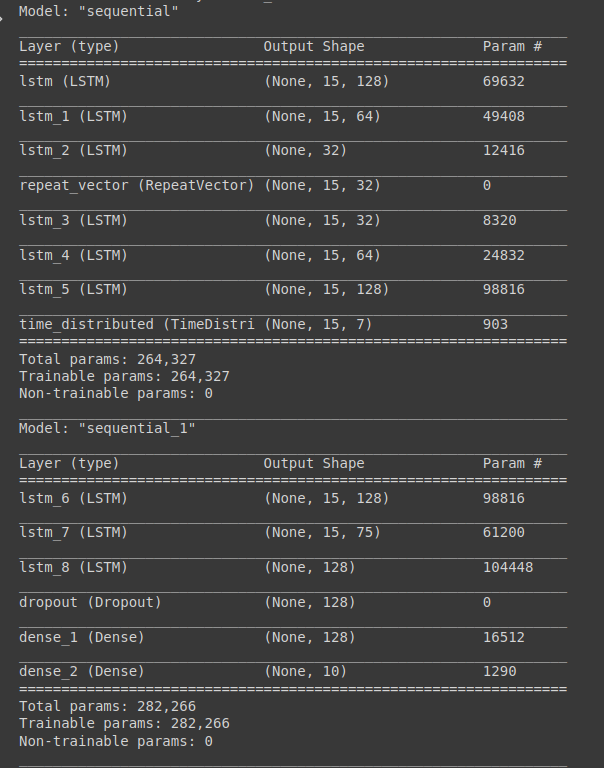 Model: "sequential"
Layer (type) Output Shape Param #
lstm (LSTM) (None, 15, 128) 69632
lstm_1 (LSTM) (None, 15, 64) 49408
lstm_2 (LSTM) (None, 32) 12416
repeat_vector (RepeatVector) (None, 15, 32) 0
lstm_3 (LSTM) (None, 15, 32) 8320
lstm_4 (LSTM) (None, 15, 64) 24832
lstm_5 (LSTM) (None, 15, 128) 98816
time_distributed (TimeDistri (None, 15, 7) 903
Total params: 264,327
Trainable params: 264,327
Non-trainable params: 0
Model: "sequential_1"
Layer (type) Output Shape Param #
lstm_6 (LSTM) (None, 15, 128) 98816
lstm_7 (LSTM) (None, 15, 75) 61200
lstm_8 (LSTM) (None, 128) 104448
dropout (Dropout) (None, 128) 0
dense_1 (Dense) (None, 128) 16512
dense_2 (Dense) (None, 10) 1290
Total params: 282,266
Trainable params: 282,266
Non-trainable params: 0